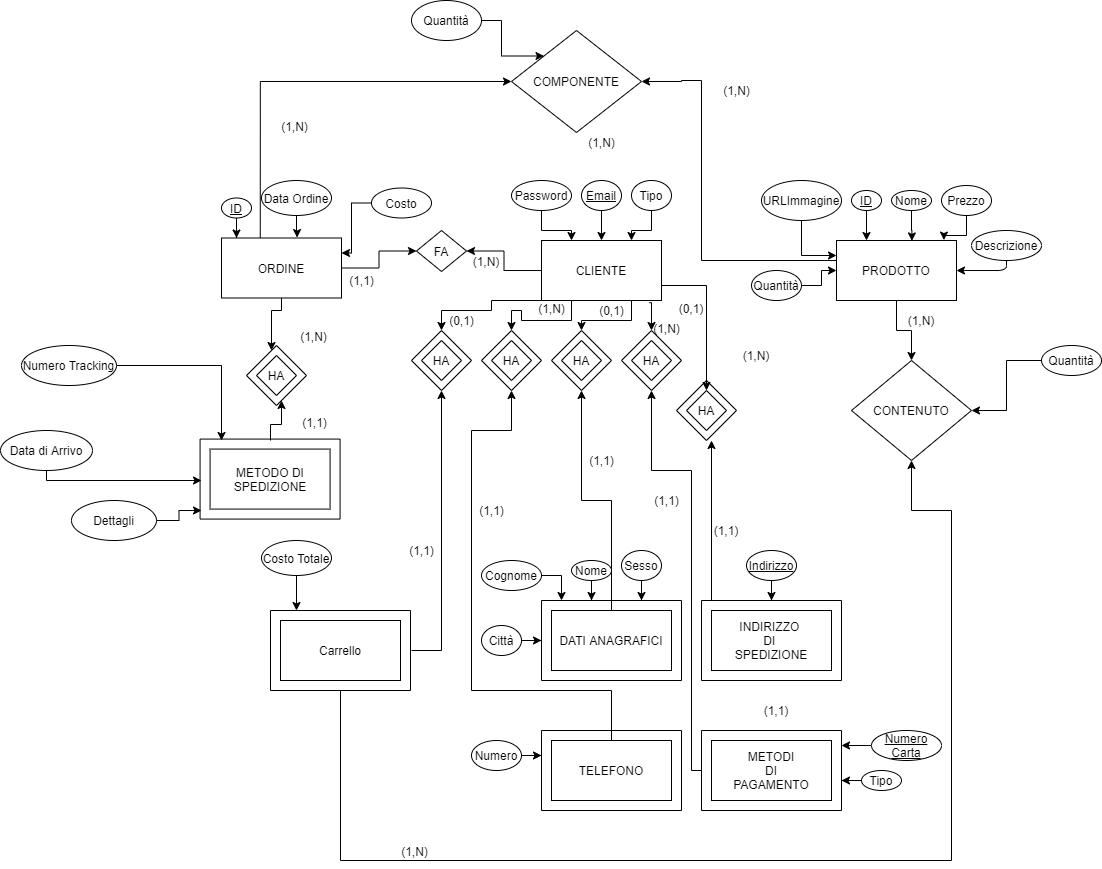 Quantità
COMPONENTE
(1,N)
(1,N)
(1,N)
Password
Email
Tipo
URLImmagine
ID
Nome
Prezzo
ID
Data Ordine
Costo
Descrizione
ORDINE
FA
CLIENTE
PRODOTTO
(1,1)
(1,N)
Quantità
(0,1)
(1,N)
(0,1)
(1,N)
(0,1)
(1,N)
(1,N)
(1,N)
Numero Tracking
HA
HA
HA
HA
HA
HA
Quantità
CONTENUTO
(1,1)
Data di Arrivo
METODO DI
SPEDIZIONE
Dettagli
(1,1)
(1,1)
(1,1)
(1,1)
(1,1)
Costo Totale
Cognome
Nome
Sesso
Indirizzo
Città
DATI ANAGRAFICI
INDIRIZZO
DI
SPEDIZIONE
Carrello
(1,1)
Numero
TELEFONO
METODI
DI
PAGAMENTO
Numero
Carta
Tipo
(1,N)